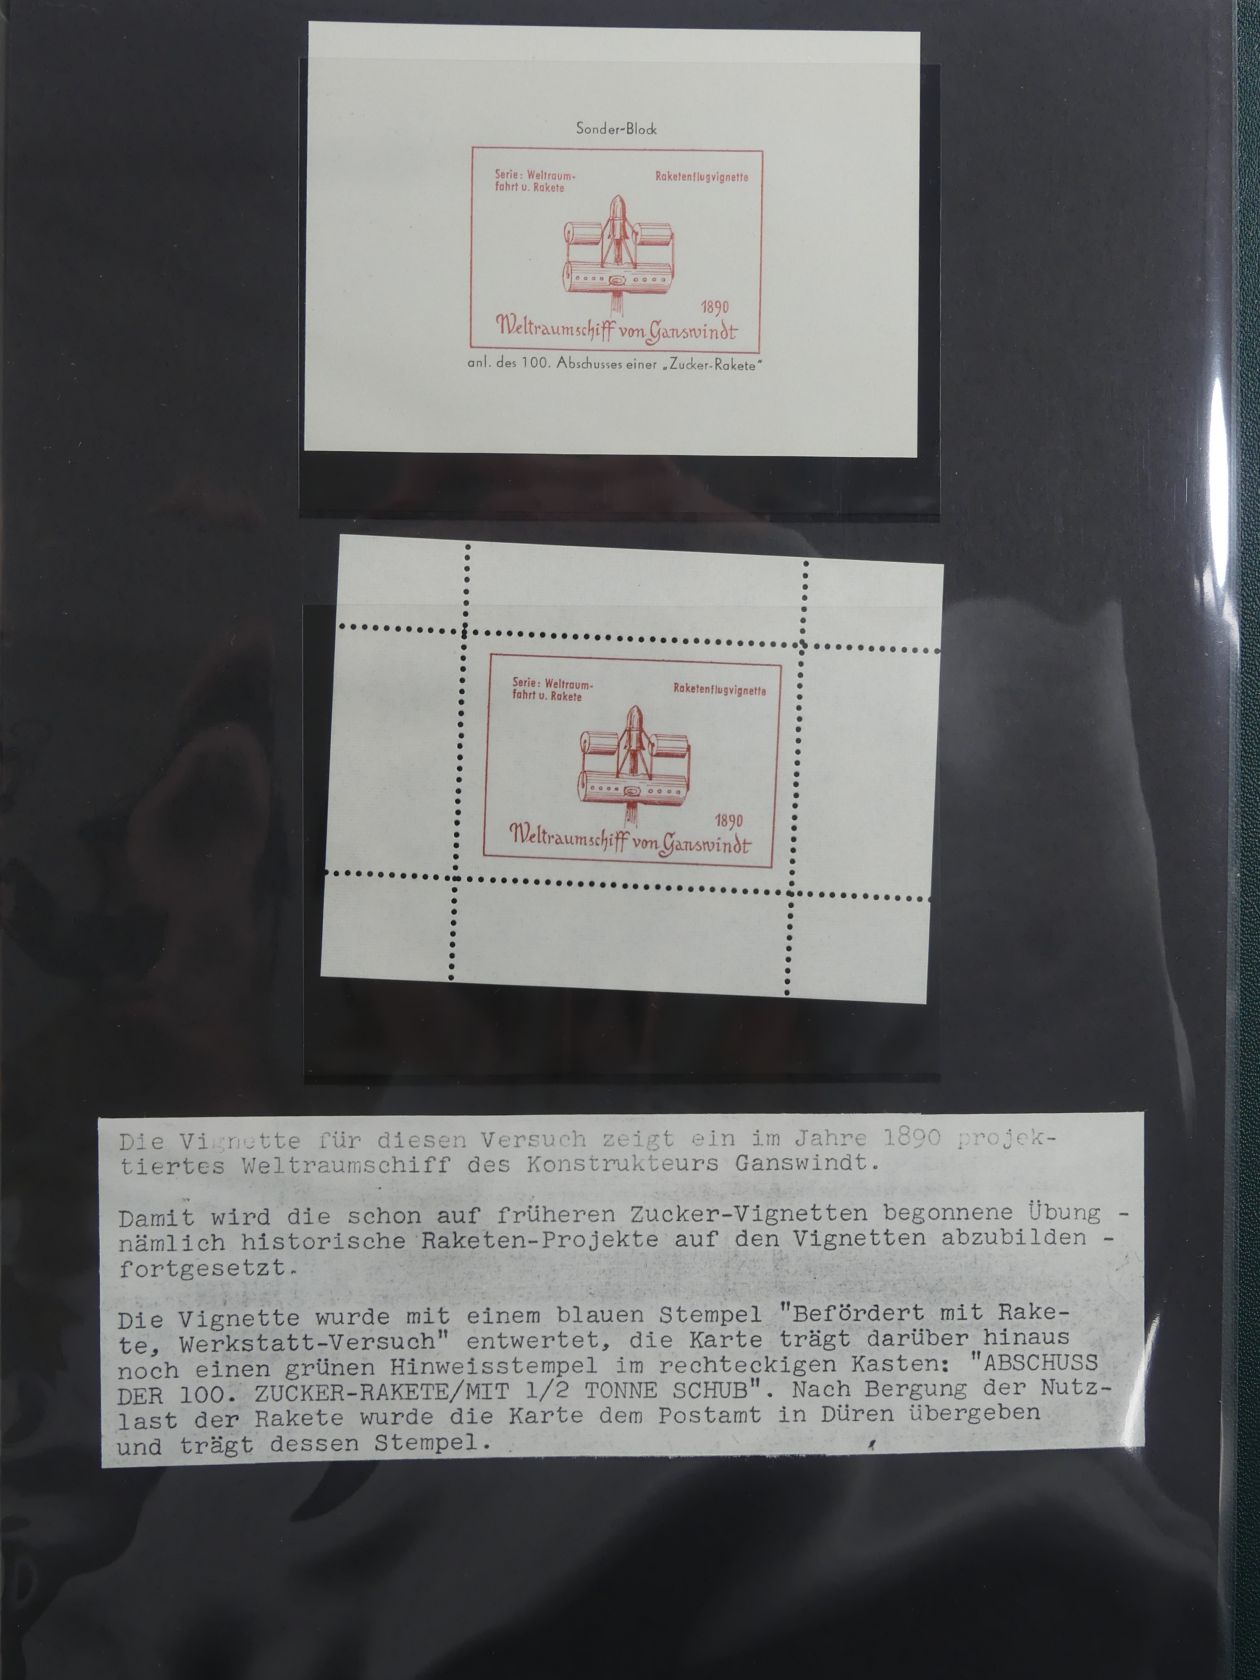 Sonder-Block
Serie: Weltraum-
fahrt u. Rakete
Raketenflugvignette
1890
Weltraumschiff von Ganswindt
anl. des 100. Abschusses einer „Zucker-Rakete"
Serie: Weltraum-
fahrt u. Rakete
Raketenflugvignette
1890
Weltraumschiff von Ganswindt
Die Vignette für diesen Versuch zeigt ein im Jahre 1890 projek-
tiertes Weltraumschiff des Konstrukteurs Ganswindt.
Damit wird die schon auf früheren Zucker-Vignetten begonnene Übung -
nämlich historische Raketen-Projekte auf den Vignetten abzubilden -
fortgesetzt.
Die Vignette wurde mit einem blauen Stempel "Befördert mit Rake-
te, Werkstatt-Versuch" entwertet, die Karte trägt darüber hinaus
noch einen grünen Hinweisstempel im rechteckigen Kasten: "ABSCHUSS
DER 100. ZUCKER-RAKETE/MIT 1/2 TONNE SCHUB". Nach Bergung der Nutz-
last der Rakete wurde die Karte dem Postamt in Düren übergeben
und trägt dessen Stempel.